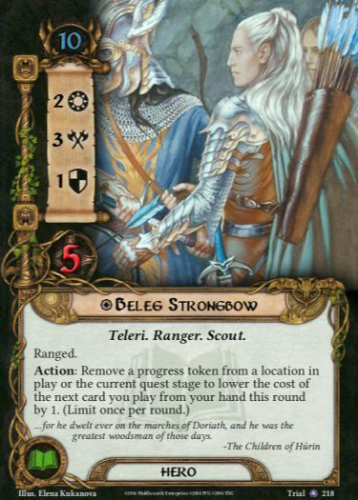 10
2
3
1
5
Beleg Strongbow
Teleri. Ranger. Scout.
Ranged.
Action: Remove a progress token from a location in
play or the current quest stage to lower the cost of
the next card you play from your hand this round
by 1. (Limit once per round.)
...for he dwelt ever on the marches of Doriath, and he was the
greatest woodsman of those days.
-The Children of Húrin
HERO
Illus. Elena Kukanova
Trial 218